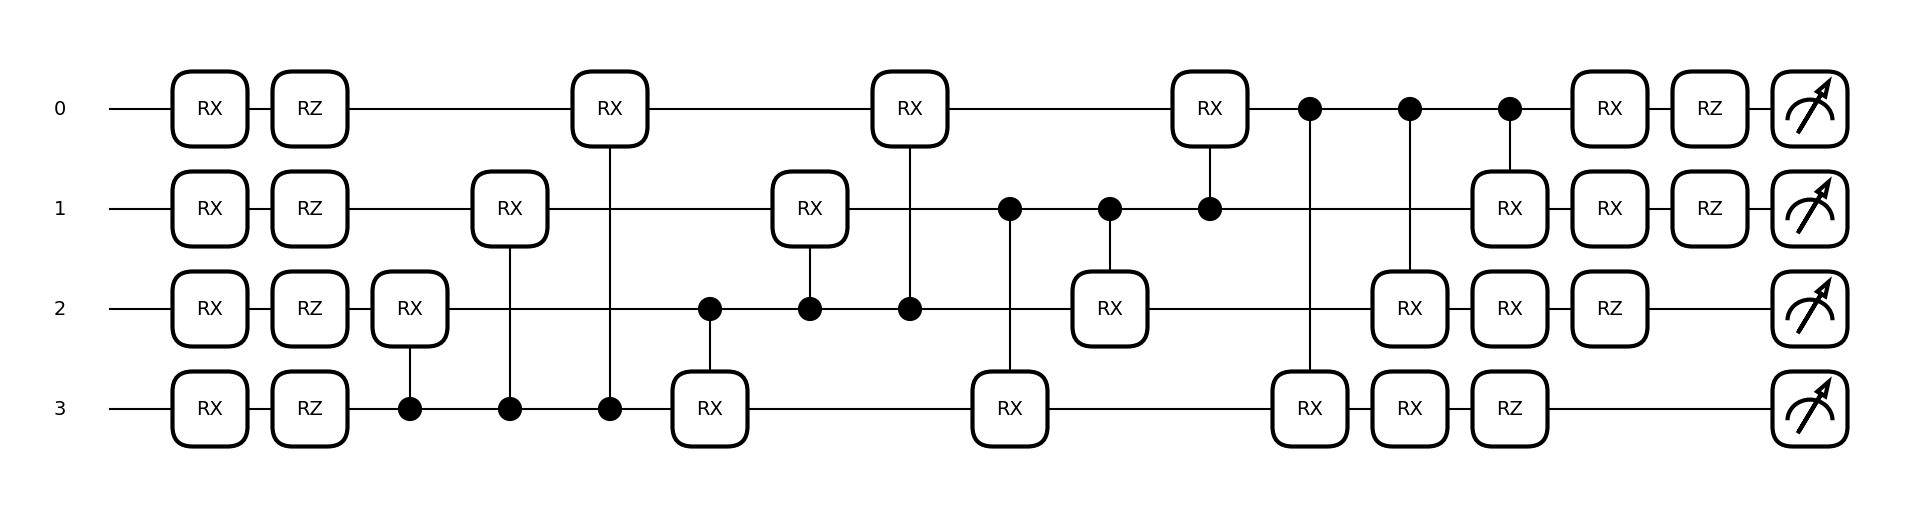 0 RX RZ RX RX RX RX RZ
1 RX RZ RX RX RX RX RZ
2 RX RZ RX RX RX RX RZ
3 RX RZ RX RX RX RX RZ